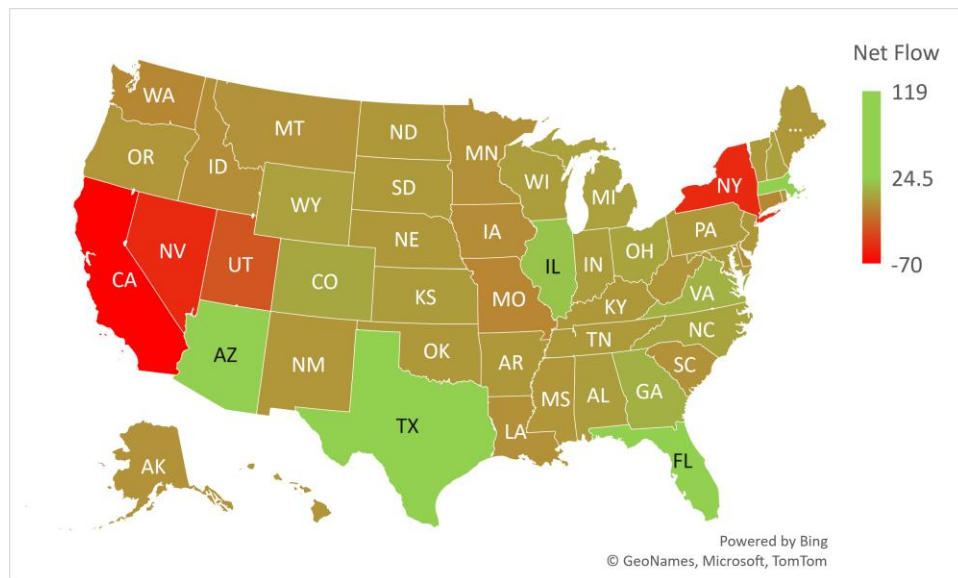 Net Flow
119
24.5
-70
WA
MT
ND
MN
...
OR
ID
SD
WI
MI
NY
WY
IA
NE
PA
NV
UT
CO
IL
IN
OH
CA
KS
MO
KY
VA
AZ
NM
OK
AR
TN
NC
SC
TX
LA
MS
AL
GA
FL
AK
Powered by Bing
© GeoNames, Microsoft, TomTom